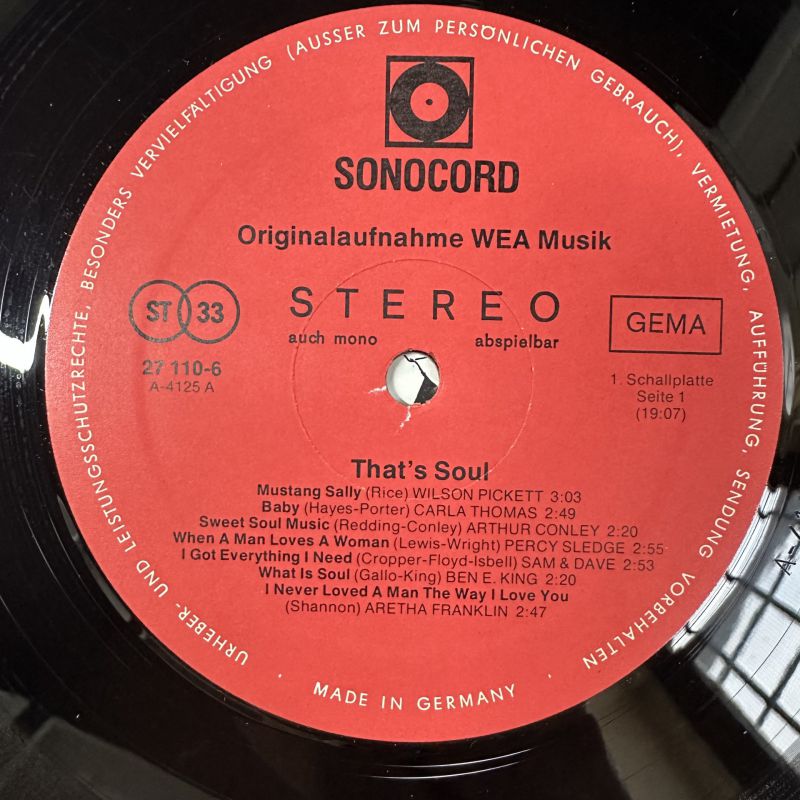 URHEBER- UND LEISTUNGSSCHUTZRECHTE, BESONDERS VERVIELFÄLTIGUNG (AUSSER ZUM PERSÖNLICHEN GEBRAUCH), VERMIETUNG, AUFFÜHRUNG, SENDUNG VORBEHALTEN
SONOCORD
Originalaufnahme WEA Musik
ST 33
STEREO
auch mono abspielbar
GEMA
27 110-6
A-4125 A
1. Schallplatte
Seite 1
(19:07)
That's Soul
Mustang Sally (Rice) WILSON PICKETT 3:03
Baby (Hayes-Porter) CARLA THOMAS 2:49
Sweet Soul Music (Redding-Conley) ARTHUR CONLEY 2:20
When A Man Loves A Woman (Lewis-Wright) PERCY SLEDGE 2:55
I Got Everything I Need (Cropper-Floyd-Isbell) SAM & DAVE 2:53
What Is Soul (Gallo-King) BEN E. KING 2:20
I Never Loved A Man The Way I Love You
(Shannon) ARETHA FRANKLIN 2:47
· MADE IN GERMANY ·